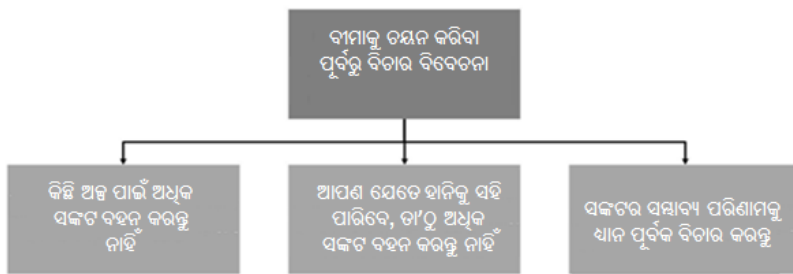 ବୀମାକୁ ଚୟନ କରିବା
ପୂର୍ବରୁ ବିଚାର ବିବେଚନା
କିଛି ଅଳ୍ପ ପାଇଁ ଅଧିକ
ସଙ୍କଟ ବହନ କରନ୍ତୁ
ନାହିଁ
ଆପଣ ଯେତେ ହାନିକୁ ସହି
ପାରିବେ, ତା'ଠୁ ଅଧିକ
ସଙ୍କଟ ବହନ କରନ୍ତୁ ନାହିଁ
ସଙ୍କଟର ସମ୍ଭାବ୍ୟ ପରିଣାମକୁ
ଧ୍ୟାନ ପୂର୍ବକ ବିଚାର କରନ୍ତୁ